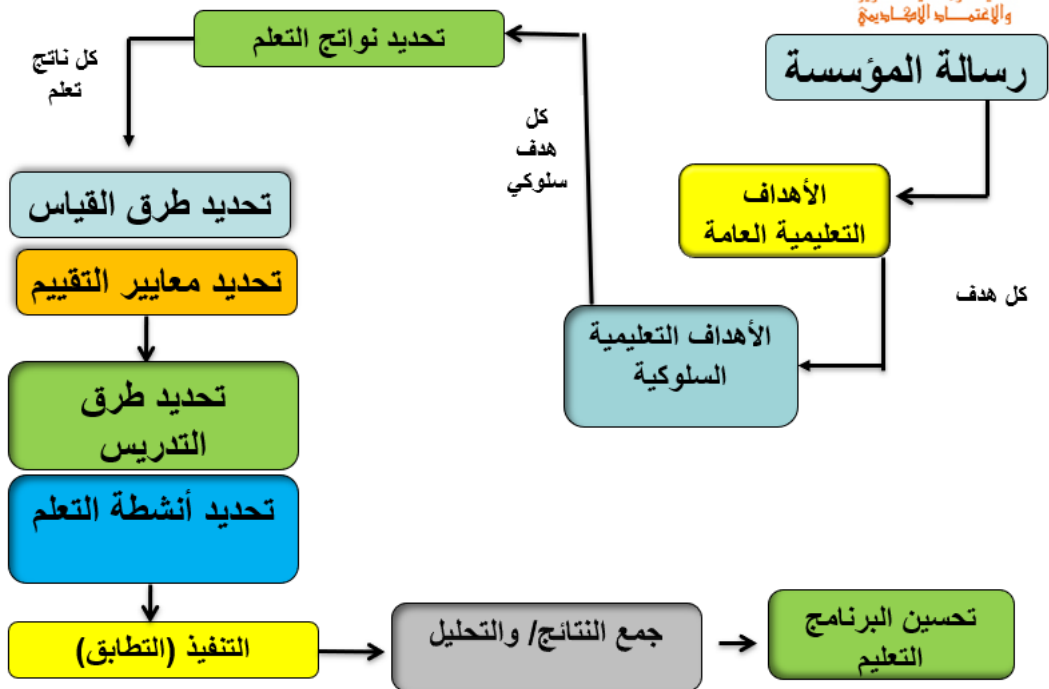 والاعتماد الأكاديمي
رسالة المؤسسة
الأهداف
التعليمية العامة
كل هدف
الأهداف التعليمية
السلوكية
كل
هدف
سلوكي
تحديد نواتج التعلم
كل ناتج
تعلم
تحديد طرق القياس
تحديد معايير التقييم
تحديد طرق
التدريس
تحديد أنشطة التعلم
التنفيذ (التطابق)
جمع النتائج/ والتحليل
تحسين البرنامج
التعليم